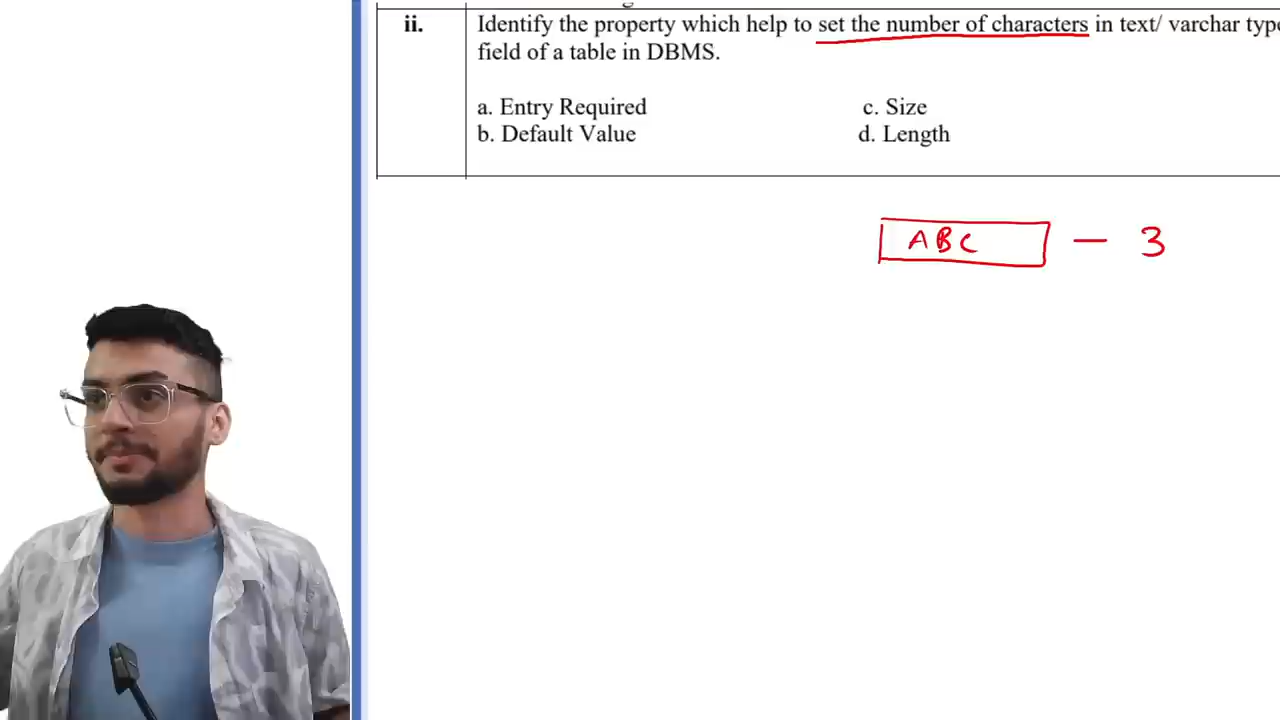 ii. Identify the property which help to set the number of characters in text/ varchar type
field of a table in DBMS.
a. Entry Required c. Size
b. Default Value d. Length
ABC — 3